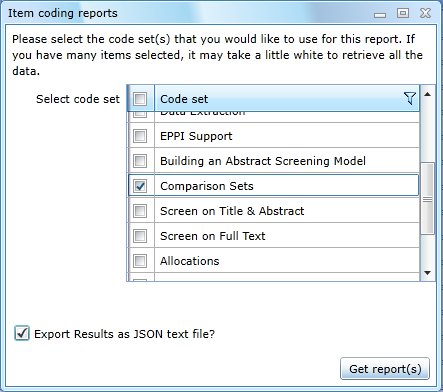 Item coding reports
Please select the code set(s) that you would like to use for this report. If
you have many items selected, it may take a little white to retrieve all the
data.
Select code set
Code set
Data Extraction
EPPI Support
Building an Abstract Screening Model
Comparison Sets
Screen on Title & Abstract
Screen on Full Text
Allocations
Export Results as JSON text file?
Get report(s)